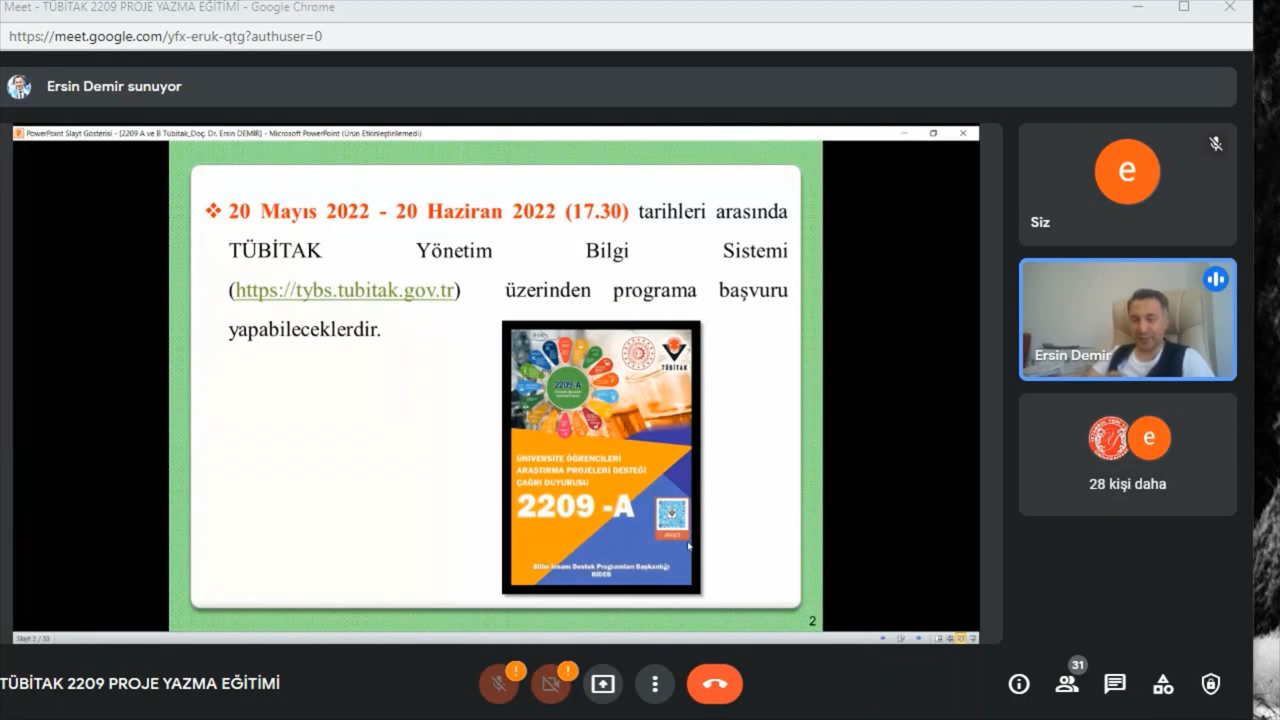 Meet - TÜBİTAK 2209 PROJE YAZMA EĞİTİMİ - Google Chrome
https://meet.google.com/yfx-eruk-qtg?authuser=0
Ersin Demir sunuyor
PowerPoint Slayt Gösterisi - [2209 A ve B Tübitak_Doç. Dr. Ersin DEMİR] - Microsoft PowerPoint (Ürün Etkinleştirilemedi)
❖ 20 Mayıs 2022 - 20 Haziran 2022 (17.30) tarihleri arasında
TÜBİTAK Yönetim Bilgi Sistemi
(https://tybs.tubitak.gov.tr) üzerinden programa başvuru
yapabileceklerdir.
TÜBİTAK
2209-A
ÜNİVERSİTE ÖĞRENCİLERİ
ARAŞTIRMA PROJELERİ DESTEĞİ
ÇAĞRI DUYURUSU
2209 -A
Bilim İnsanı Destek Programları Başkanlığı
BİDEB
2
Slayt 2 / 33
e
Siz
Ersin Demir
e
28 kişi daha
TÜBİTAK 2209 PROJE YAZMA EĞİTİMİ
31